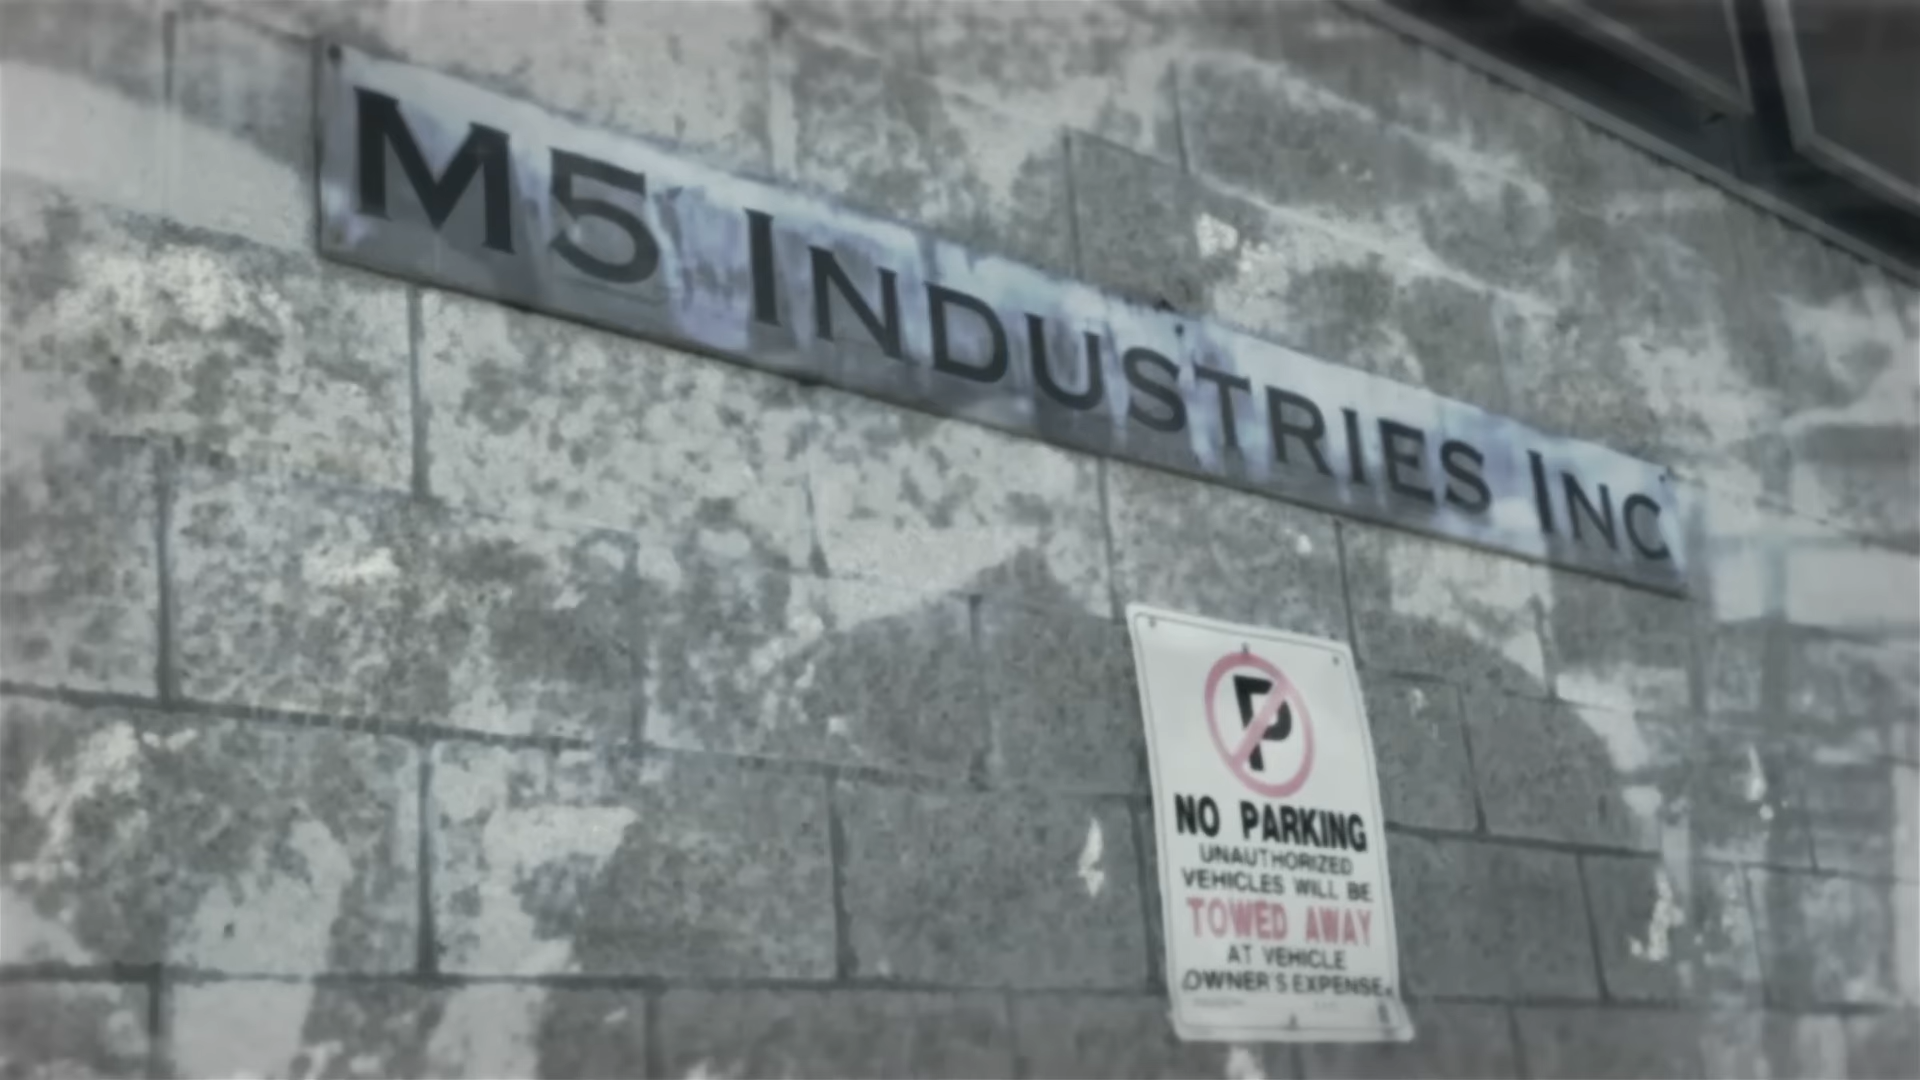 M5 INDUSTRIES INC
P
NO PARKING
UNAUTHORIZED
VEHICLES WILL BE
TOWED AWAY
AT VEHICLE
OWNER'S EXPENSE